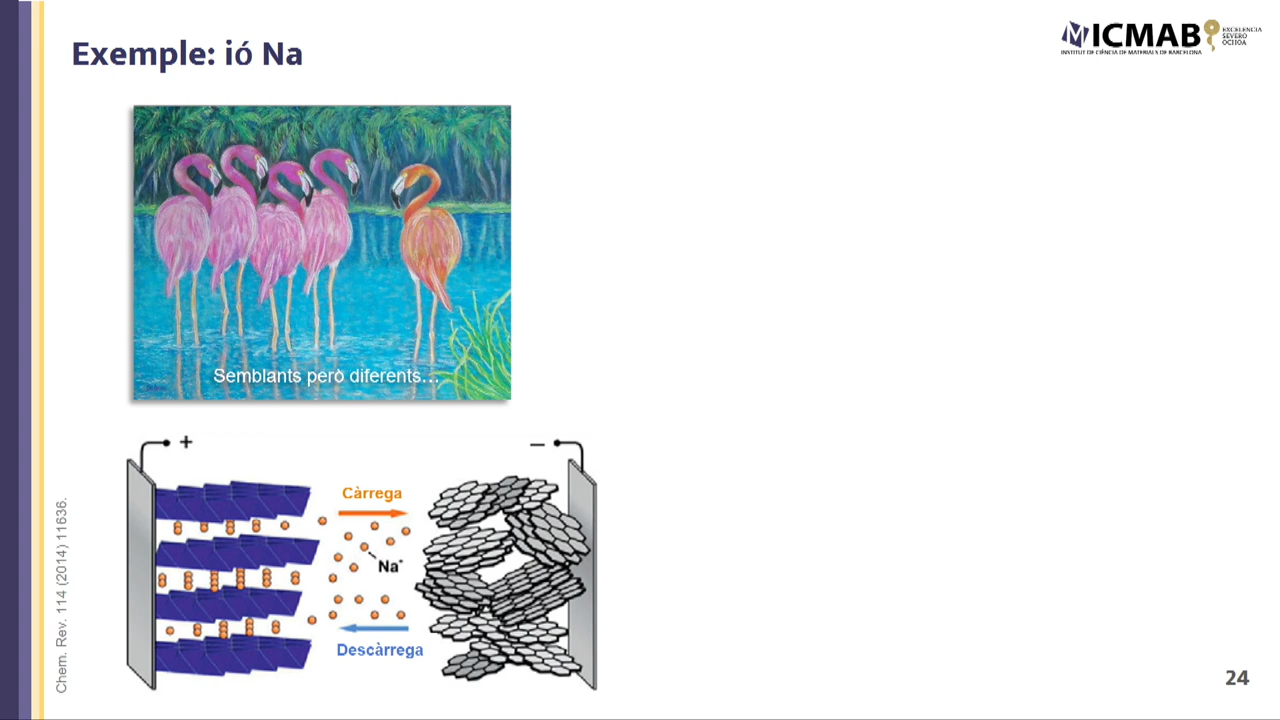 Exemple: ió Na
ICMAB
EXCELENCIA
SEVERO
OCHOA
INSTITUT DE CIÈNCIA DE MATERIALS DE BARCELONA
Semblants però diferents…
+
–
Càrrega
Na⁺
Descàrrega
Chem. Rev. 114 (2014) 11636.
24